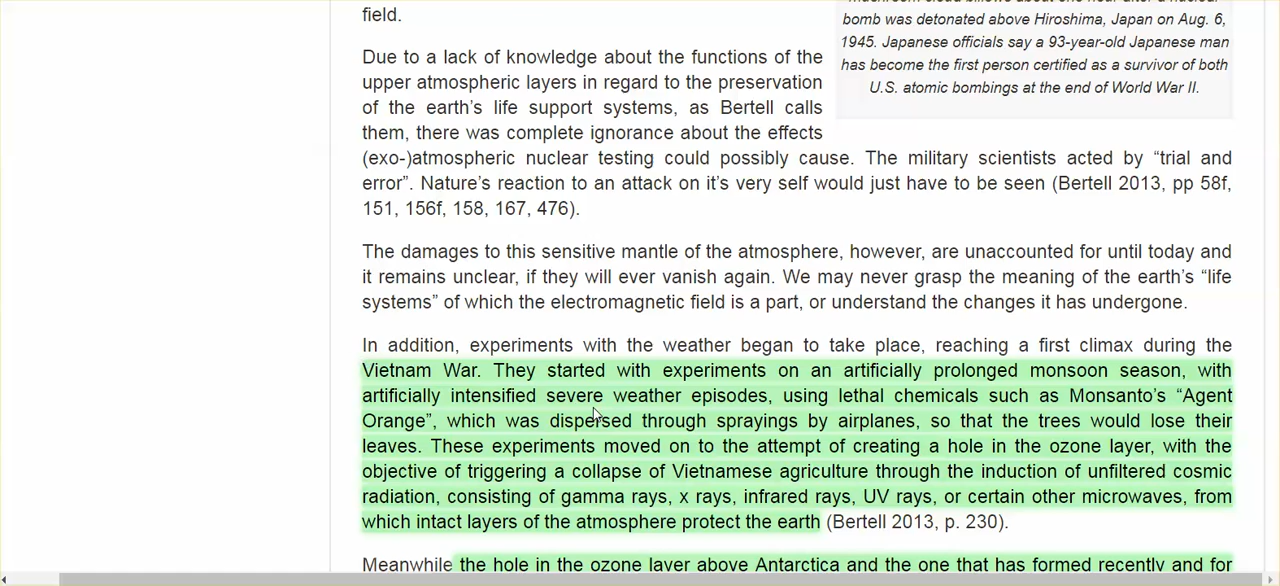 field.
mushroom cloud billows about one hour after a nuclear
bomb was detonated above Hiroshima, Japan on Aug. 6,
1945. Japanese officials say a 93-year-old Japanese man
has become the first person certified as a survivor of both
U.S. atomic bombings at the end of World War II.
Due to a lack of knowledge about the functions of the
upper atmospheric layers in regard to the preservation
of the earth's life support systems, as Bertell calls
them, there was complete ignorance about the effects
(exo-)atmospheric nuclear testing could possibly cause. The military scientists acted by “trial and
error”. Nature's reaction to an attack on it's very self would just have to be seen (Bertell 2013, pp 58f,
151, 156f, 158, 167, 476).
The damages to this sensitive mantle of the atmosphere, however, are unaccounted for until today and
it remains unclear, if they will ever vanish again. We may never grasp the meaning of the earth's “life
systems” of which the electromagnetic field is a part, or understand the changes it has undergone.
In addition, experiments with the weather began to take place, reaching a first climax during the
Vietnam War. They started with experiments on an artificially prolonged monsoon season, with
artificially intensified severe weather episodes, using lethal chemicals such as Monsanto's “Agent
Orange”, which was dispersed through sprayings by airplanes, so that the trees would lose their
leaves. These experiments moved on to the attempt of creating a hole in the ozone layer, with the
objective of triggering a collapse of Vietnamese agriculture through the induction of unfiltered cosmic
radiation, consisting of gamma rays, x rays, infrared rays, UV rays, or certain other microwaves, from
which intact layers of the atmosphere protect the earth (Bertell 2013, p. 230).
Meanwhile the hole in the ozone layer above Antarctica and the one that has formed recently and for